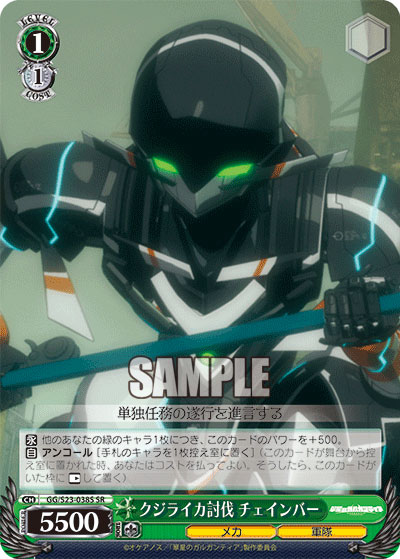 LEVEL
1
1
COST
SAMPLE
単独任務の遂行を進言する
永 他のあなたの緑のキャラ1枚につき、このカードのパワーを+500。
自 アンコール [手札のキャラを1枚控え室に置く] (このカードが舞台から控え室に置かれた時、あなたはコストを払ってよい。そうしたら、このカードがいた枠に レスト して置く)
CH GG/S23-038S SR
5500
クジライカ討伐 チェインバー
メカ
軍隊
©オケアノス/「翠星のガルガンティア」製作委員会